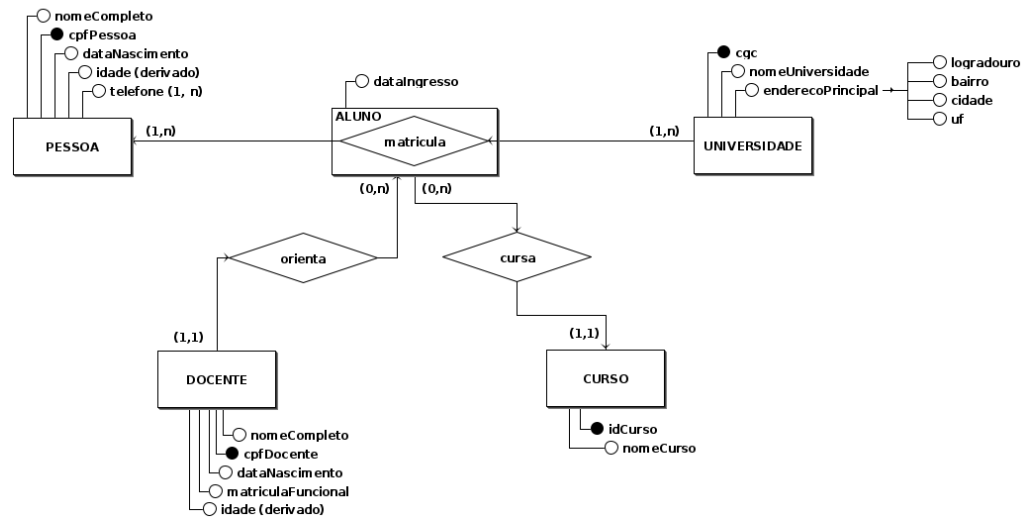 nomeCompleto
cpfPessoa
dataNascimento
idade (derivado)
telefone (1, n)
(1,n)
PESSOA
dataIngresso
ALUNO
matricula
(0,n)
(0,n)
cgc
nomeUniversidade
enderecoPrincipal
logradouro
bairro
cidade
uf
(1,n)
UNIVERSIDADE
orienta
cursa
(1,1)
DOCENTE
nomeCompleto
cpfDocente
dataNascimento
matriculaFuncional
idade (derivado)
(1,1)
CURSO
idCurso
nomeCurso